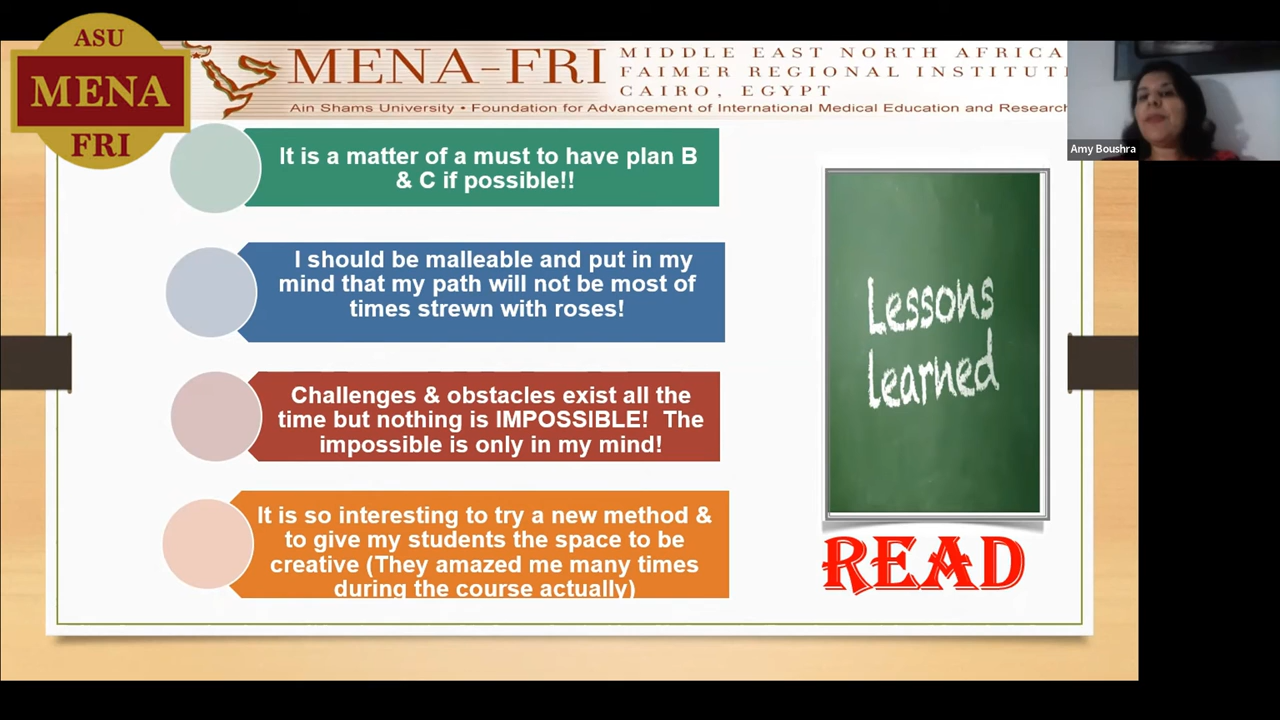 ASU
MENA
FRI
MENA-FRI
MIDDLE EAST NORTH AFRICA
FAIMER REGIONAL INSTITUT
CAIRO, EGYPT
Ain Shams University • Foundation for Advancement of International Medical Education and Research
Amy Boushra
It is a matter of a must to have plan B
& C if possible!!
I should be malleable and put in my
mind that my path will not be most of
times strewn with roses!
Challenges & obstacles exist all the
time but nothing is IMPOSSIBLE! The
impossible is only in my mind!
It is so interesting to try a new method &
to give my students the space to be
creative (They amazed me many times
during the course actually)
Lessons
learned
READ